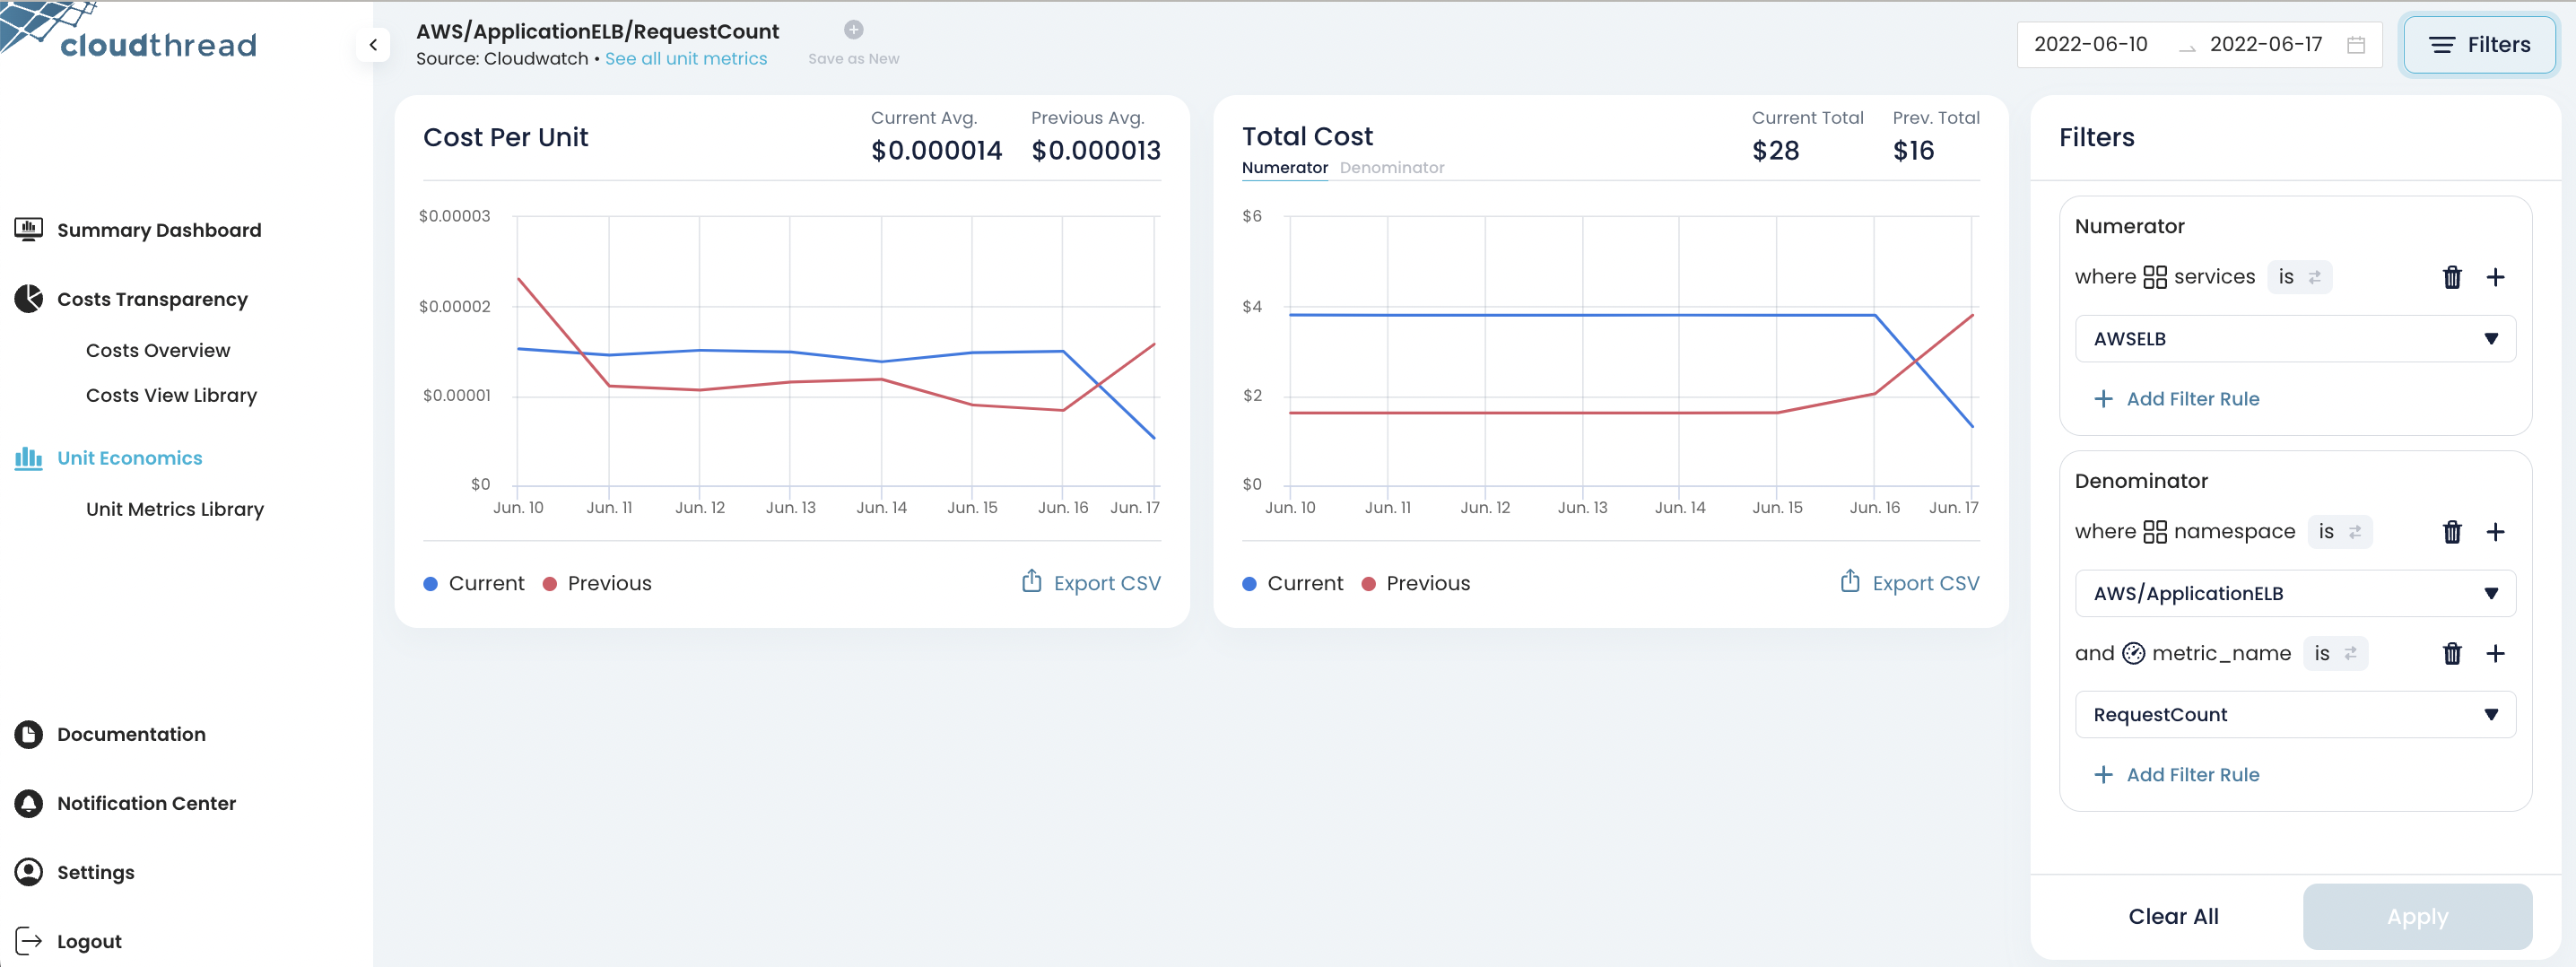 cloudthread
Summary Dashboard
Costs Transparency
Costs Overview
Costs View Library
Unit Economics
Unit Metrics Library
Documentation
Notification Center
Settings
Logout
AWS/ApplicationELB/RequestCount
Source: Cloudwatch • See all unit metrics
Save as New
2022-06-10 → 2022-06-17
Filters
Cost Per Unit
Current Avg. Previous Avg.
$0.000014 $0.000013
$0.00003
$0.00002
$0.00001
$0
Jun. 10 Jun. 11 Jun. 12 Jun. 13 Jun. 14 Jun. 15 Jun. 16 Jun. 17
Current Previous
Export CSV
Total Cost
Numerator Denominator
Current Total Prev. Total
$28 $16
$6
$4
$2
$0
Jun. 10 Jun. 11 Jun. 12 Jun. 13 Jun. 14 Jun. 15 Jun. 16 Jun. 17
Current Previous
Export CSV
Filters
Numerator
where services is
AWSELB
+ Add Filter Rule
Denominator
where namespace is
AWS/ApplicationELB
and metric_name is
RequestCount
+ Add Filter Rule
Clear All
Apply